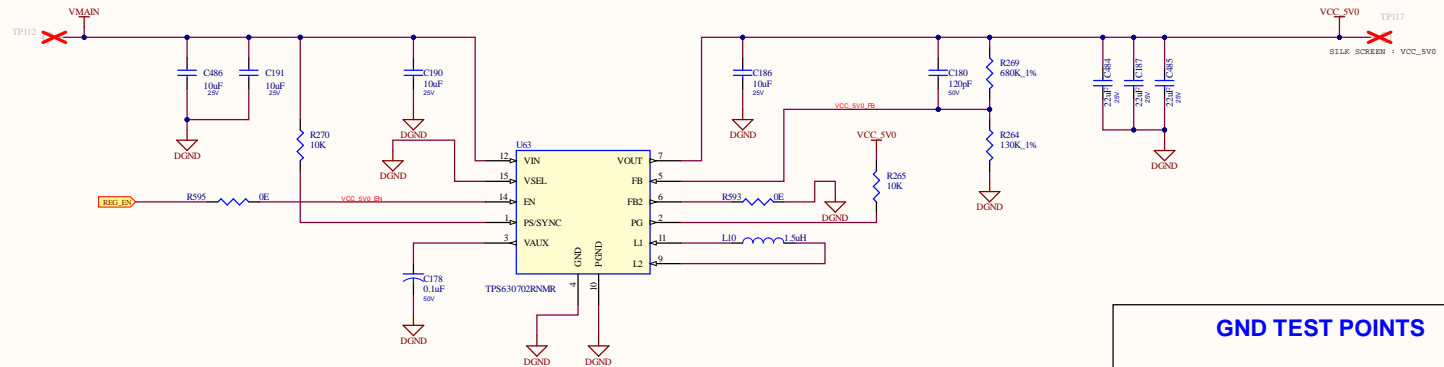 VMAIN
TP112
VCC_5V0
TP117
SILK SCREEN : VCC_5V0
C486
10uF
25V
C191
10uF
25V
C190
10uF
25V
C186
10uF
25V
C180
120pF
50V
R269
680K_1%
C484
22uF
25V
C187
22uF
25V
C485
22uF
25V
VCC_5V0_FB
R270
10K
DGND
DGND
DGND
DGND
U63
VCC_5V0
R264
130K_1%
DGND
DGND
12 VIN
VOUT 7
15 VSEL
FB 5
R265
10K
REG_EN
R595 0E
VCC_5V0_EN
14 EN
FB2 6
R593 0E
DGND
DGND
1 PS/SYNC
PG 2
3 VAUX
L1 11
L10 1.5uH
L2 9
GND
PGND
4
10
C178
0.1uF
50V
TPS630702RNMR
DGND
DGND
DGND
GND TEST POINTS